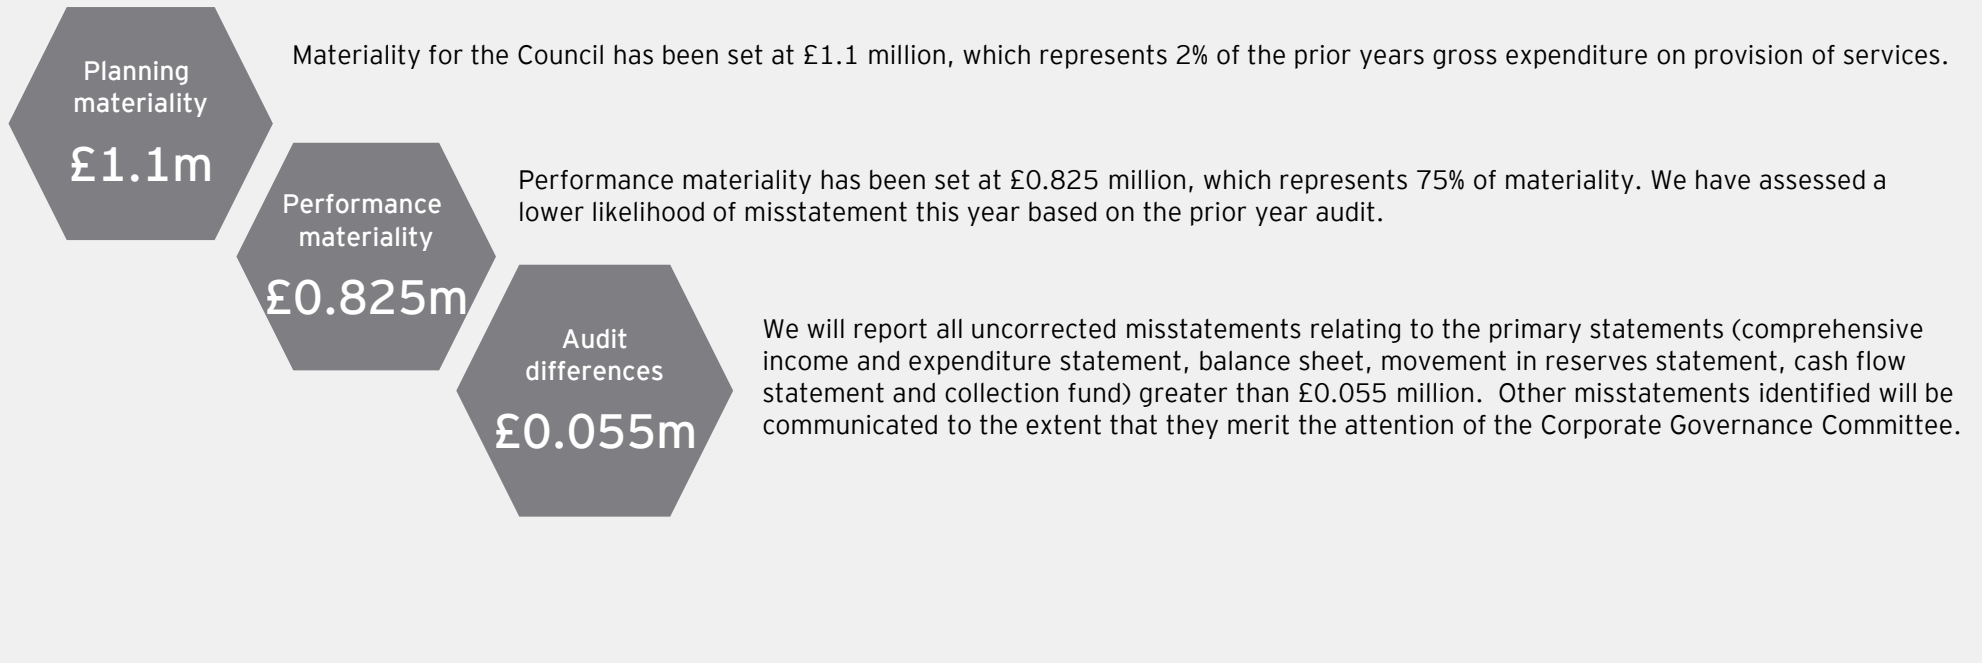 Planning
materiality
£1.1m
Materiality for the Council has been set at £1.1 million, which represents 2% of the prior years gross expenditure on provision of services.
Performance
materiality
£0.825m
Performance materiality has been set at £0.825 million, which represents 75% of materiality. We have assessed a
lower likelihood of misstatement this year based on the prior year audit.
Audit
differences
£0.055m
We will report all uncorrected misstatements relating to the primary statements (comprehensive
income and expenditure statement, balance sheet, movement in reserves statement, cash flow
statement and collection fund) greater than £0.055 million.  Other misstatements identified will be
communicated to the extent that they merit the attention of the Corporate Governance Committee.